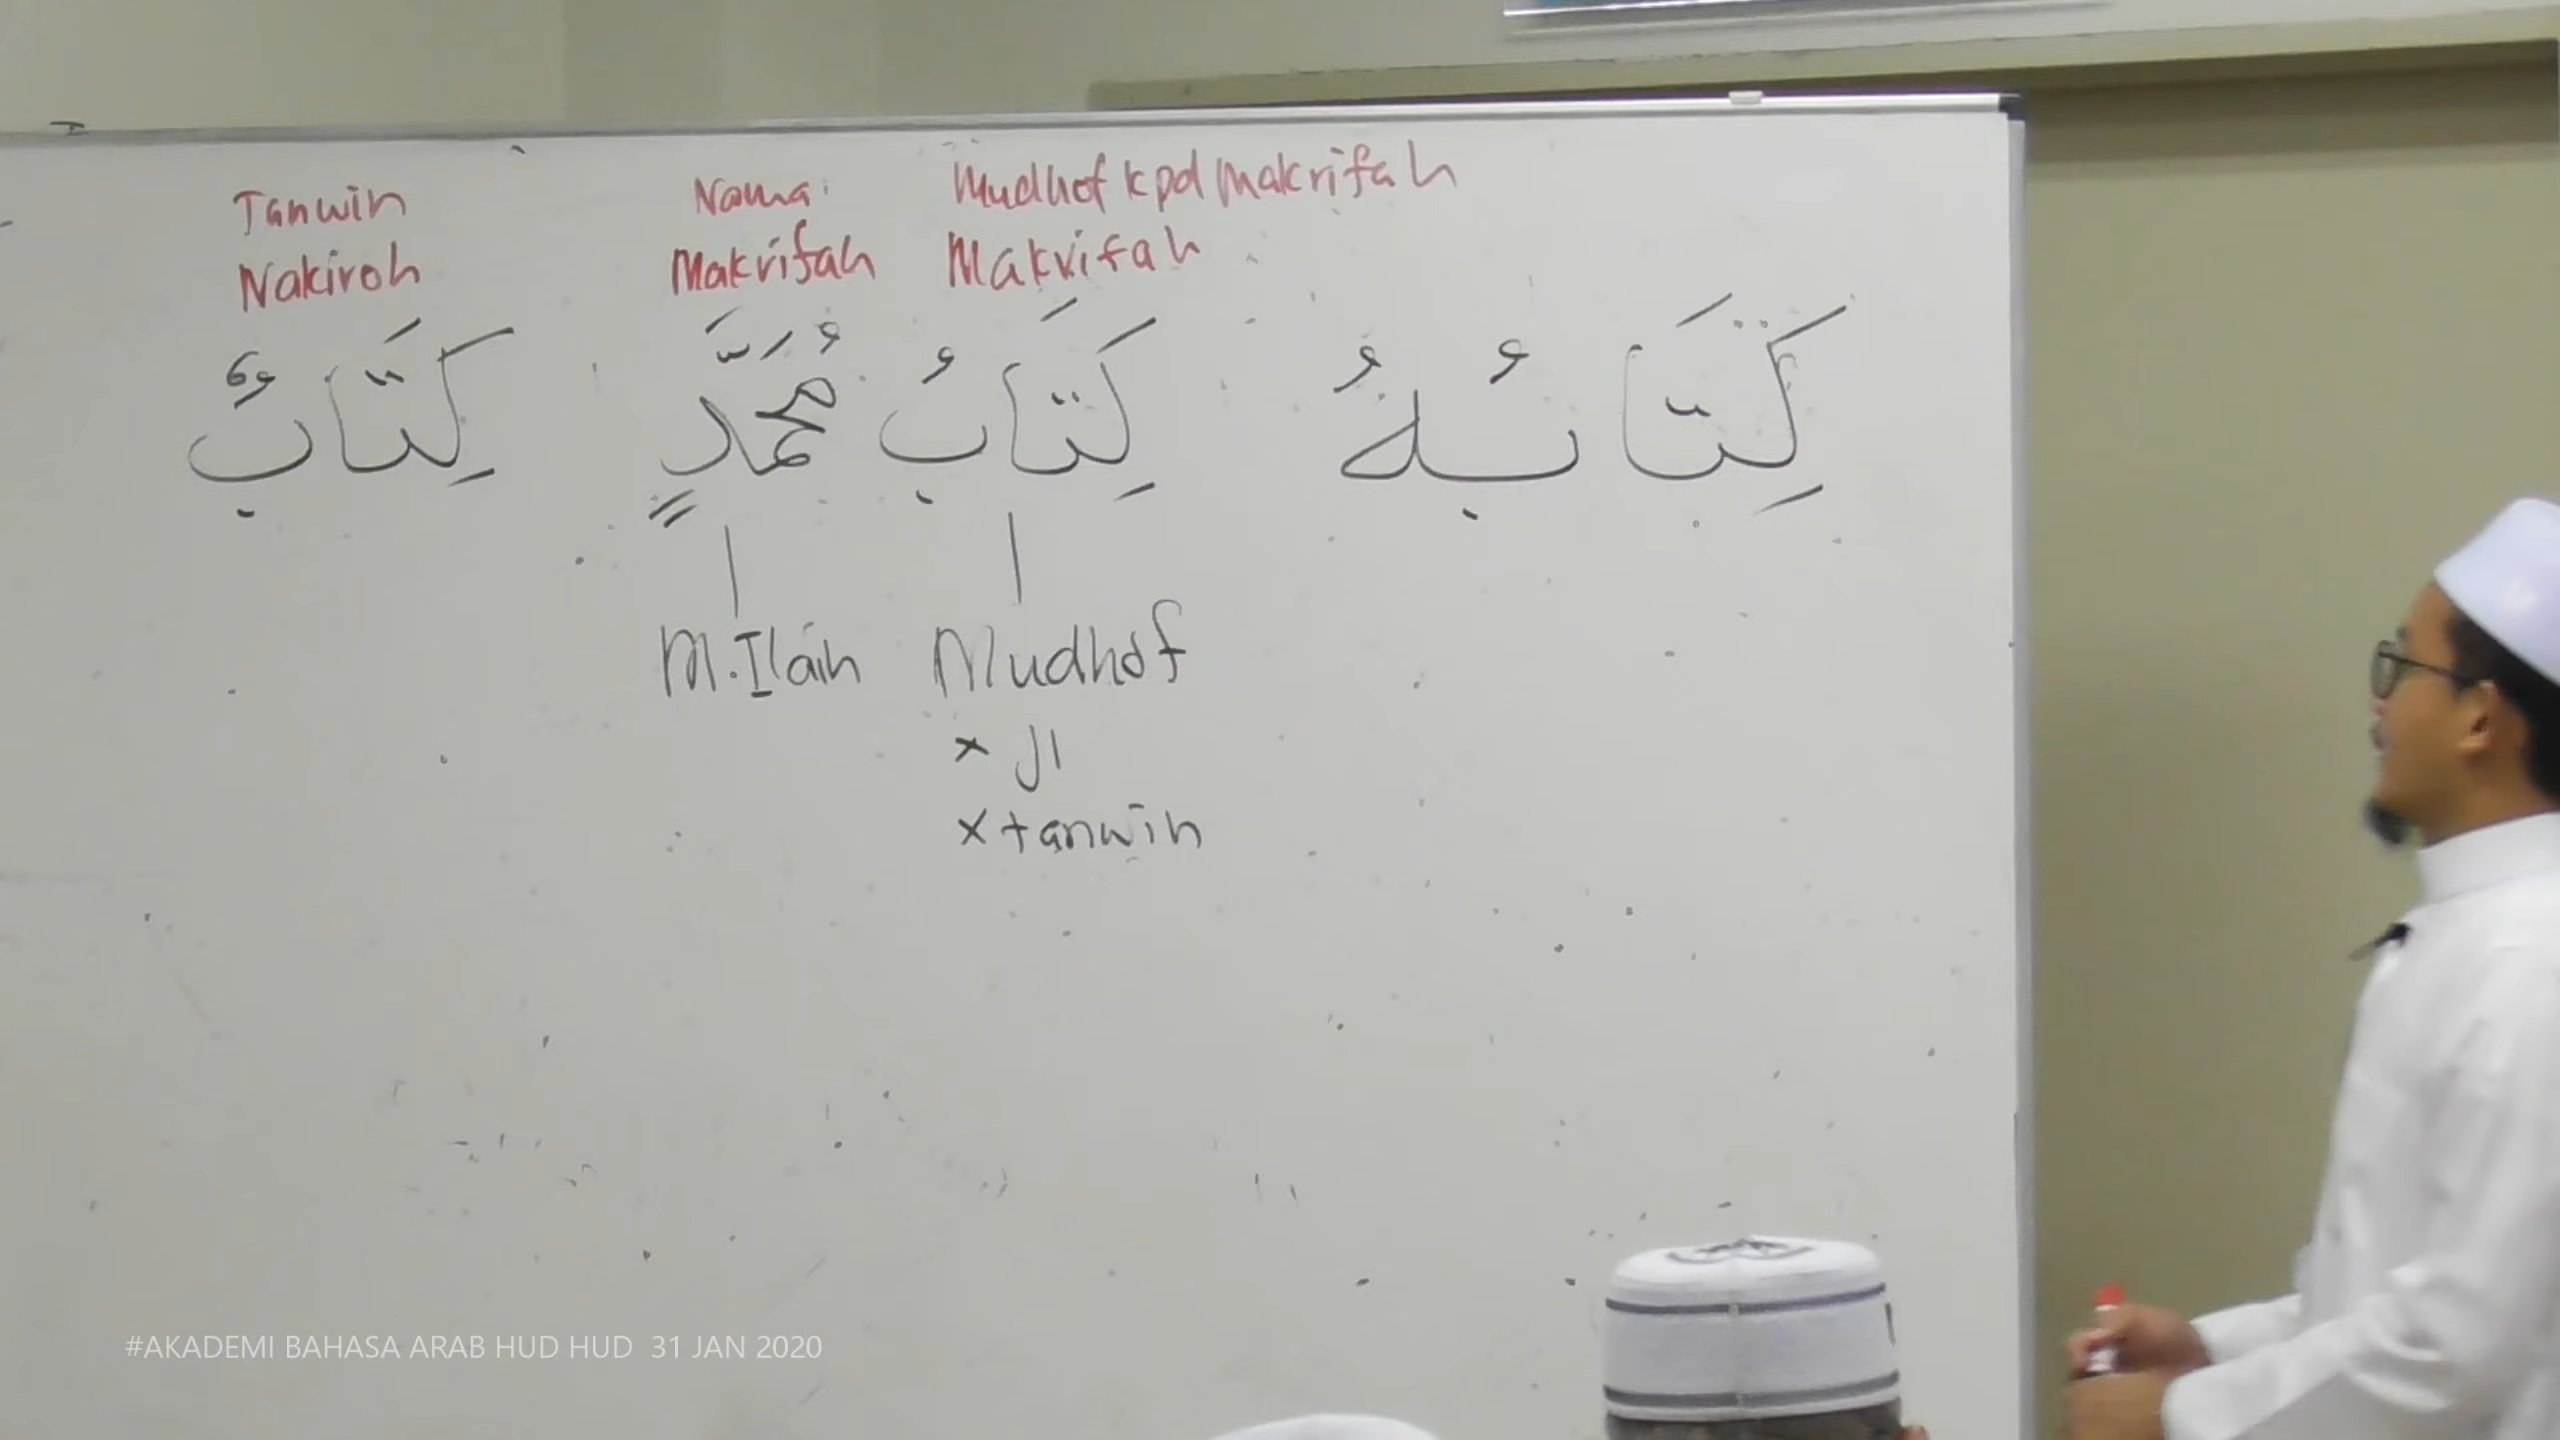 Tanwin Nama Mudhof kpd Makrifah
Nakiroh Makrifah Makrifah
كِتَابُهُ كِتَابُ مُحَمَّدٍ كِتَابٌ
M.Ilaih Mudhof
x ال
x tanwin
#AKADEMI BAHASA ARAB HUD HUD 31 JAN 2020